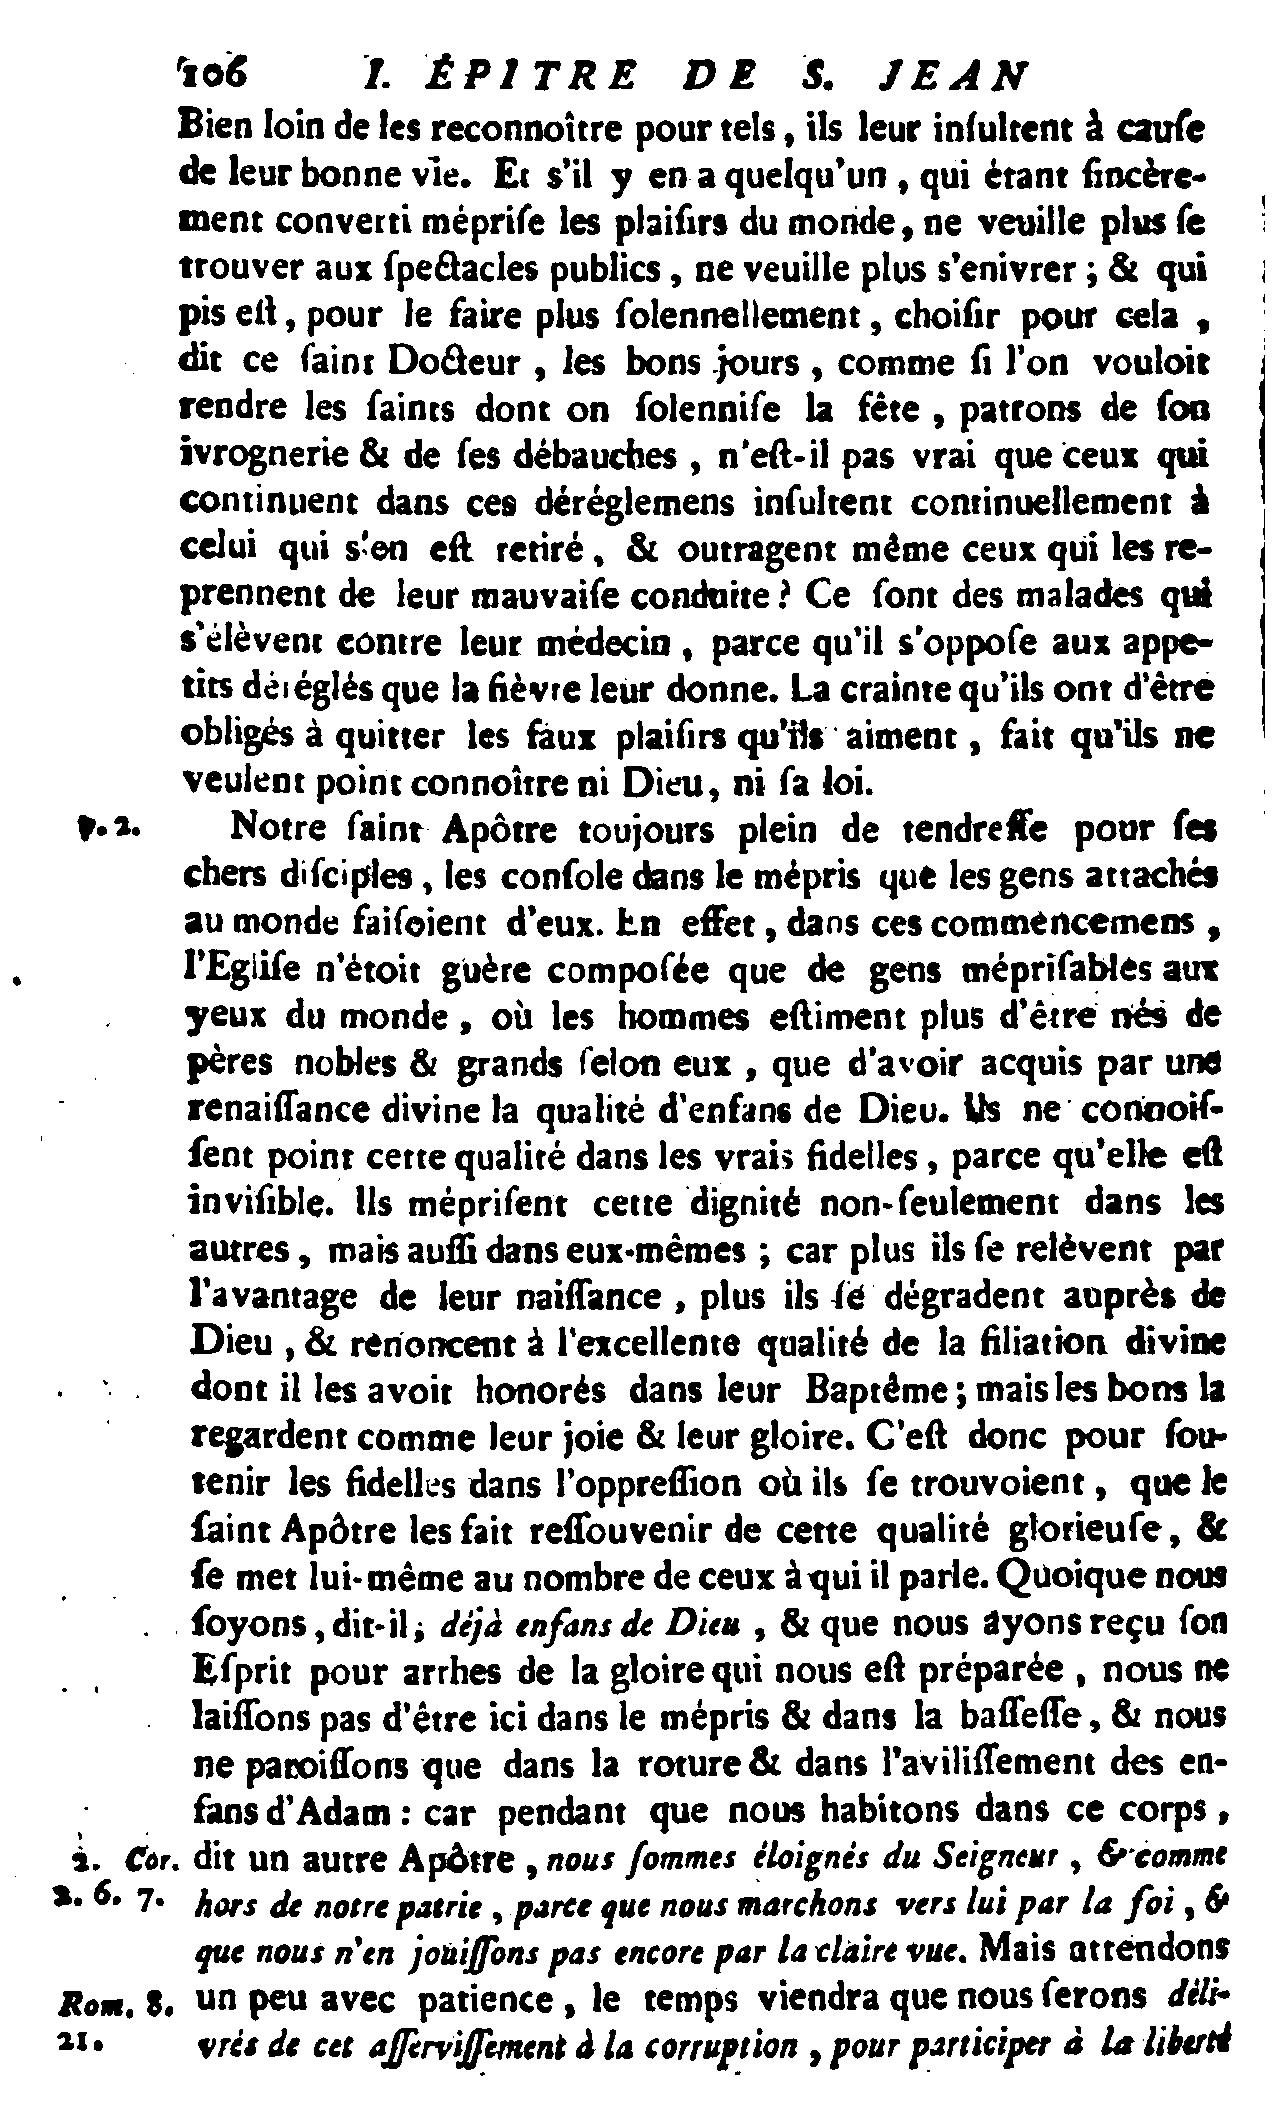 106 I. ÉPITRE DE S. JEAN
Bien loin de les reconnoître pour tels, ils leur inſultent à cauſe
de leur bonne vie. Et s'il y en a quelqu'un, qui étant ſincère-
ment converti mépriſe les plaiſirs du monde, ne veuille plus ſe
trouver aux ſpectacles publics, ne veuille plus s'enivrer; & qui
pis eſt, pour le faire plus ſolennellement, choiſir pour cela,
dit ce ſaint Docteur, les bons jours, comme ſi l'on vouloit
rendre les ſaints dont on ſolenniſe la fête, patrons de ſon
ivrognerie & de ſes débauches, n'eſt-il pas vrai que ceux qui
continuent dans ces déréglemens inſultent continuellement à
celui qui s'en eſt retiré, & outragent même ceux qui les re-
prennent de leur mauvaiſe conduite? Ce ſont des malades qui
s'élèvent contre leur médecin, parce qu'il s'oppoſe aux appe-
tits déréglés que la fièvre leur donne. La crainte qu'ils ont d'être
obligés à quitter les faux plaiſirs qu'ils aiment, fait qu'ils ne
veulent point connoître ni Dieu, ni ſa loi.
℣. 2. Notre ſaint Apôtre toujours plein de tendreſſe pour ſes
chers diſciples, les conſole dans le mépris que les gens attachés
au monde faiſoient d'eux. En effet, dans ces commencemens,
l'Egliſe n'étoit guère compoſée que de gens mépriſables aux
yeux du monde, où les hommes eſtiment plus d'être nés de
pères nobles & grands ſelon eux, que d'avoir acquis par une
renaiſſance divine la qualité d'enfans de Dieu. Ils ne connoiſ-
ſent point cette qualité dans les vrais fidelles, parce qu'elle eſt
inviſible. Ils mépriſent cette dignité non-ſeulement dans les
autres, mais auſſi dans eux-mêmes; car plus ils ſe relèvent par
l'avantage de leur naiſſance, plus ils ſe dégradent auprès de
Dieu, & renoncent à l'excellente qualité de la filiation divine
dont il les avoit honorés dans leur Baptême; mais les bons la
regardent comme leur joie & leur gloire. C'eſt donc pour ſou-
tenir les fidelles dans l'oppreſſion où ils ſe trouvoient, que le
ſaint Apôtre les fait reſſouvenir de cette qualité glorieuſe, &
ſe met lui-même au nombre de ceux à qui il parle. Quoique nous
ſoyons, dit-il, déjà enfans de Dieu, & que nous ayons reçu ſon
Eſprit pour arrhes de la gloire qui nous eſt préparée, nous ne
laiſſons pas d'être ici dans le mépris & dans la baſſeſſe, & nous
ne paroiſſons que dans la roture & dans l'aviliſſement des en-
fans d'Adam: car pendant que nous habitons dans ce corps,
2. Cor. dit un autre Apôtre, nous ſommes éloignés du Seigneur, & comme
2. 6. 7. hors de notre patrie, parce que nous marchons vers lui par la foi, &
que nous n'en jouiſſons pas encore par la claire vue. Mais attendons
Rom. 8. un peu avec patience, le temps viendra que nous ſerons déli-
21. vrés de cet aſſerviſſement à la corruption, pour participer à la liberté